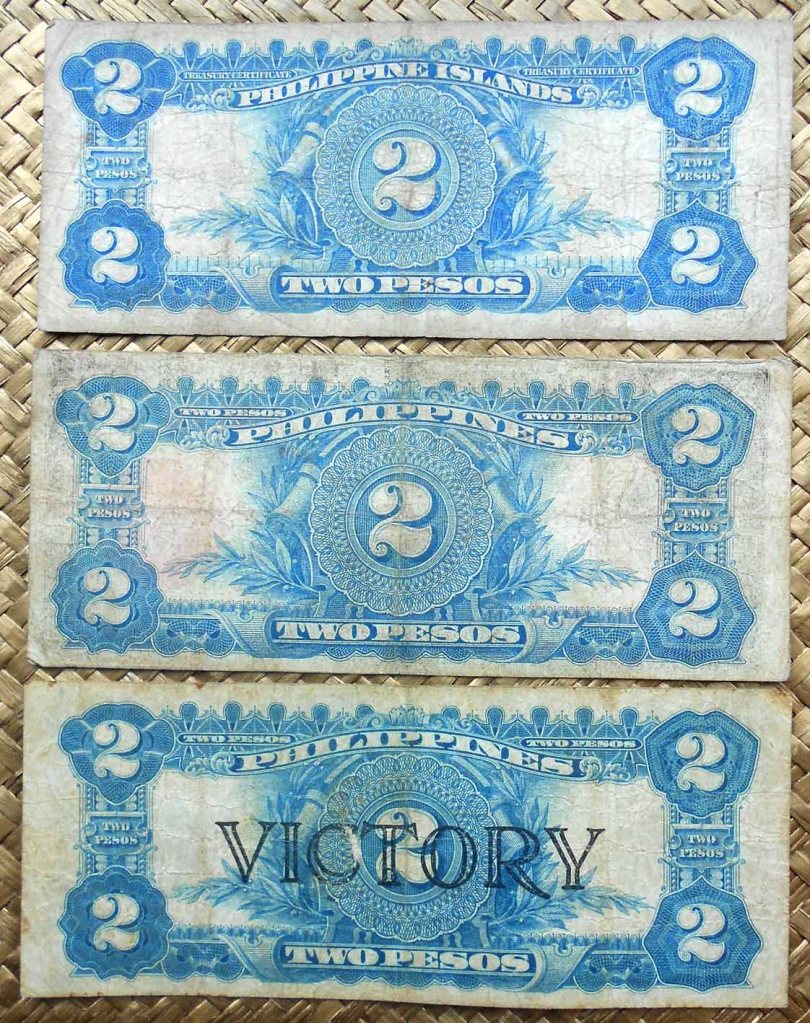 2 TREASURY CERTIFICATE PHILIPPINE ISLANDS TREASURY CERTIFICATE 2
TWO PESOS 2 TWO PESOS
2 TWO PESOS 2
2 TWO PESOS PHILIPPINES TWO PESOS 2
TWO PESOS 2 TWO PESOS
2 TWO PESOS 2
2 TWO PESOS PHILIPPINES TWO PESOS 2
TWO PESOS 2 TWO PESOS
VICTORY
2 TWO PESOS 2